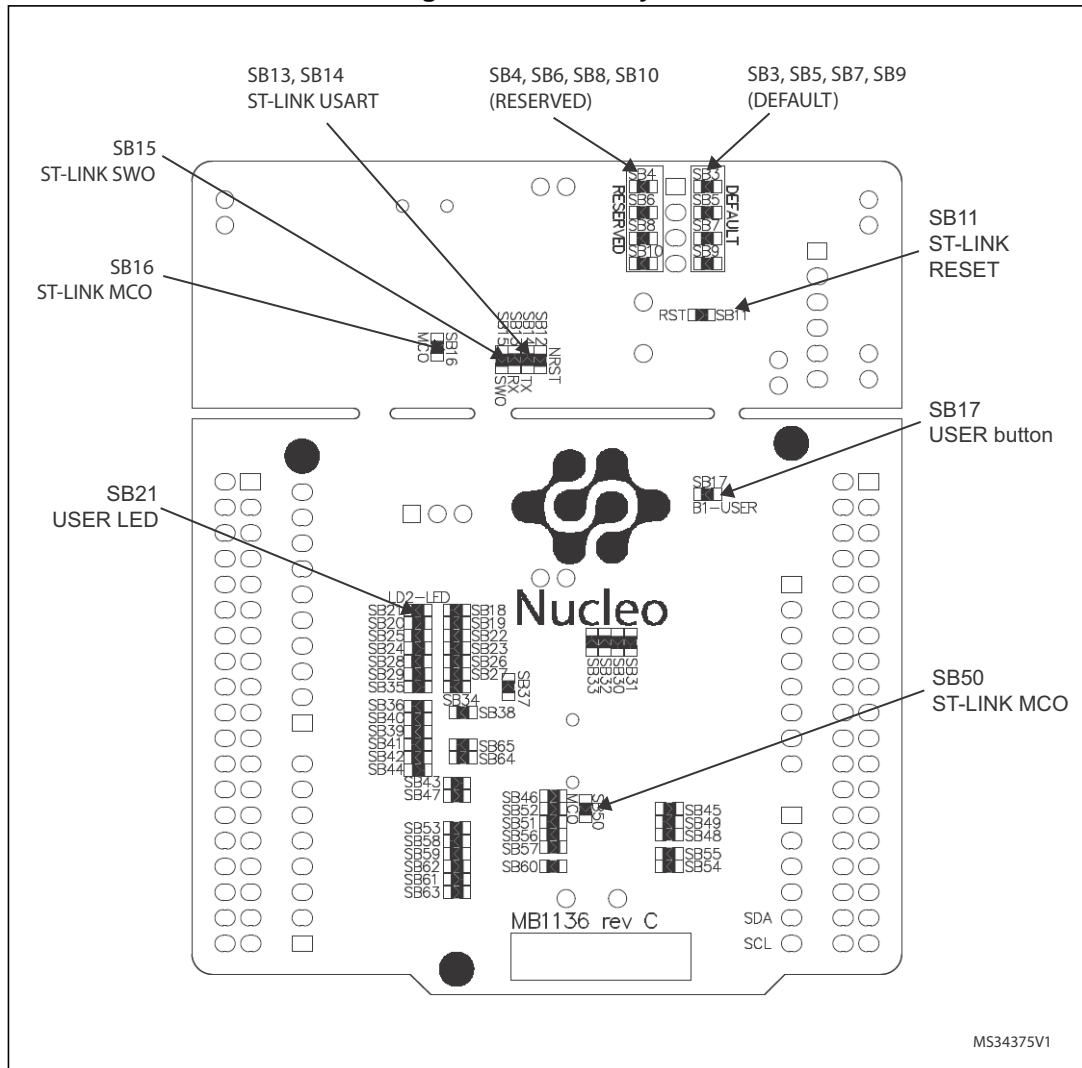 SB13, SB14
ST-LINK USART
SB4, SB6, SB8, SB10
(RESERVED)
SB3, SB5, SB7, SB9
(DEFAULT)
SB15
ST-LINK SWO
SB16
ST-LINK MCO
SB11
ST-LINK
RESET
SB4
SB6
SB8
SB10
RESERVED
SB3
SB5
SB7
SB9
DEFAULT
RST
SB11
MCO
SB16
SB15
SB13
SB14
SB12
SWO
RX
TX
NRST
SB17
USER button
SB17
B1-USER
SB21
USER LED
Nucleo
LD2-LED
SB21
SB20
SB25
SB24
SB28
SB29
SB35
SB18
SB19
SB22
SB23
SB26
SB27
SB34
SB37
SB38
SB33
SB32
SB30
SB31
SB50
ST-LINK MCO
SB36
SB40
SB39
SB41
SB42
SB44
SB65
SB64
SB43
SB47
SB46
SB52
SB51
SB56
SB57
SB60
MCO
SB50
SB45
SB49
SB48
SB55
SB54
SB53
SB58
SB59
SB62
SB61
SB63
MB1136 rev C
SDA
SCL
MS34375V1